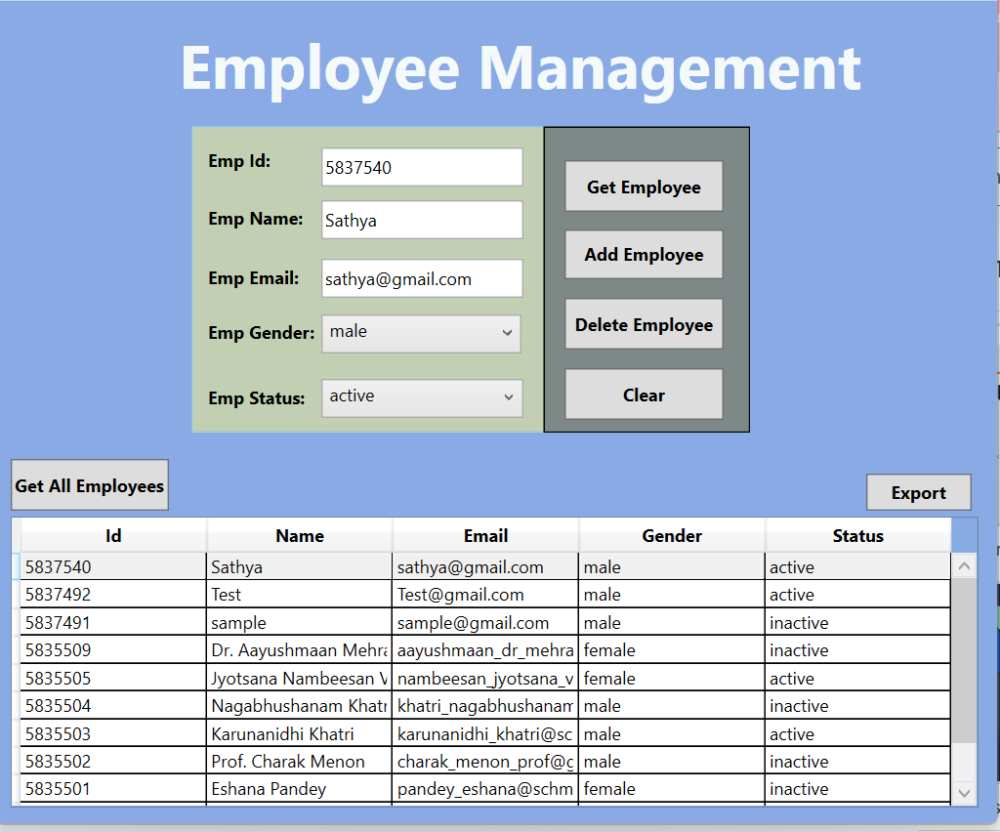 Employee Management
Emp Id: 5837540
Emp Name: Sathya
Emp Email: sathya@gmail.com
Emp Gender: male
Emp Status: active
Get Employee
Add Employee
Delete Employee
Clear
Get All Employees
Export
Id Name Email Gender Status
5837540 Sathya sathya@gmail.com male active
5837492 Test Test@gmail.com male active
5837491 sample sample@gmail.com male inactive
5835509 Dr. Aayushmaan Mehra aayushmaan_dr_mehra female inactive
5835505 Jyotsana Nambeesan V nambeesan_jyotsana_v female active
5835504 Nagabhushanam Khatr khatri_nagabhushanam male inactive
5835503 Karunanidhi Khatri karunanidhi_khatri@sc male active
5835502 Prof. Charak Menon charak_menon_prof@g male inactive
5835501 Eshana Pandey pandey_eshana@schm female inactive